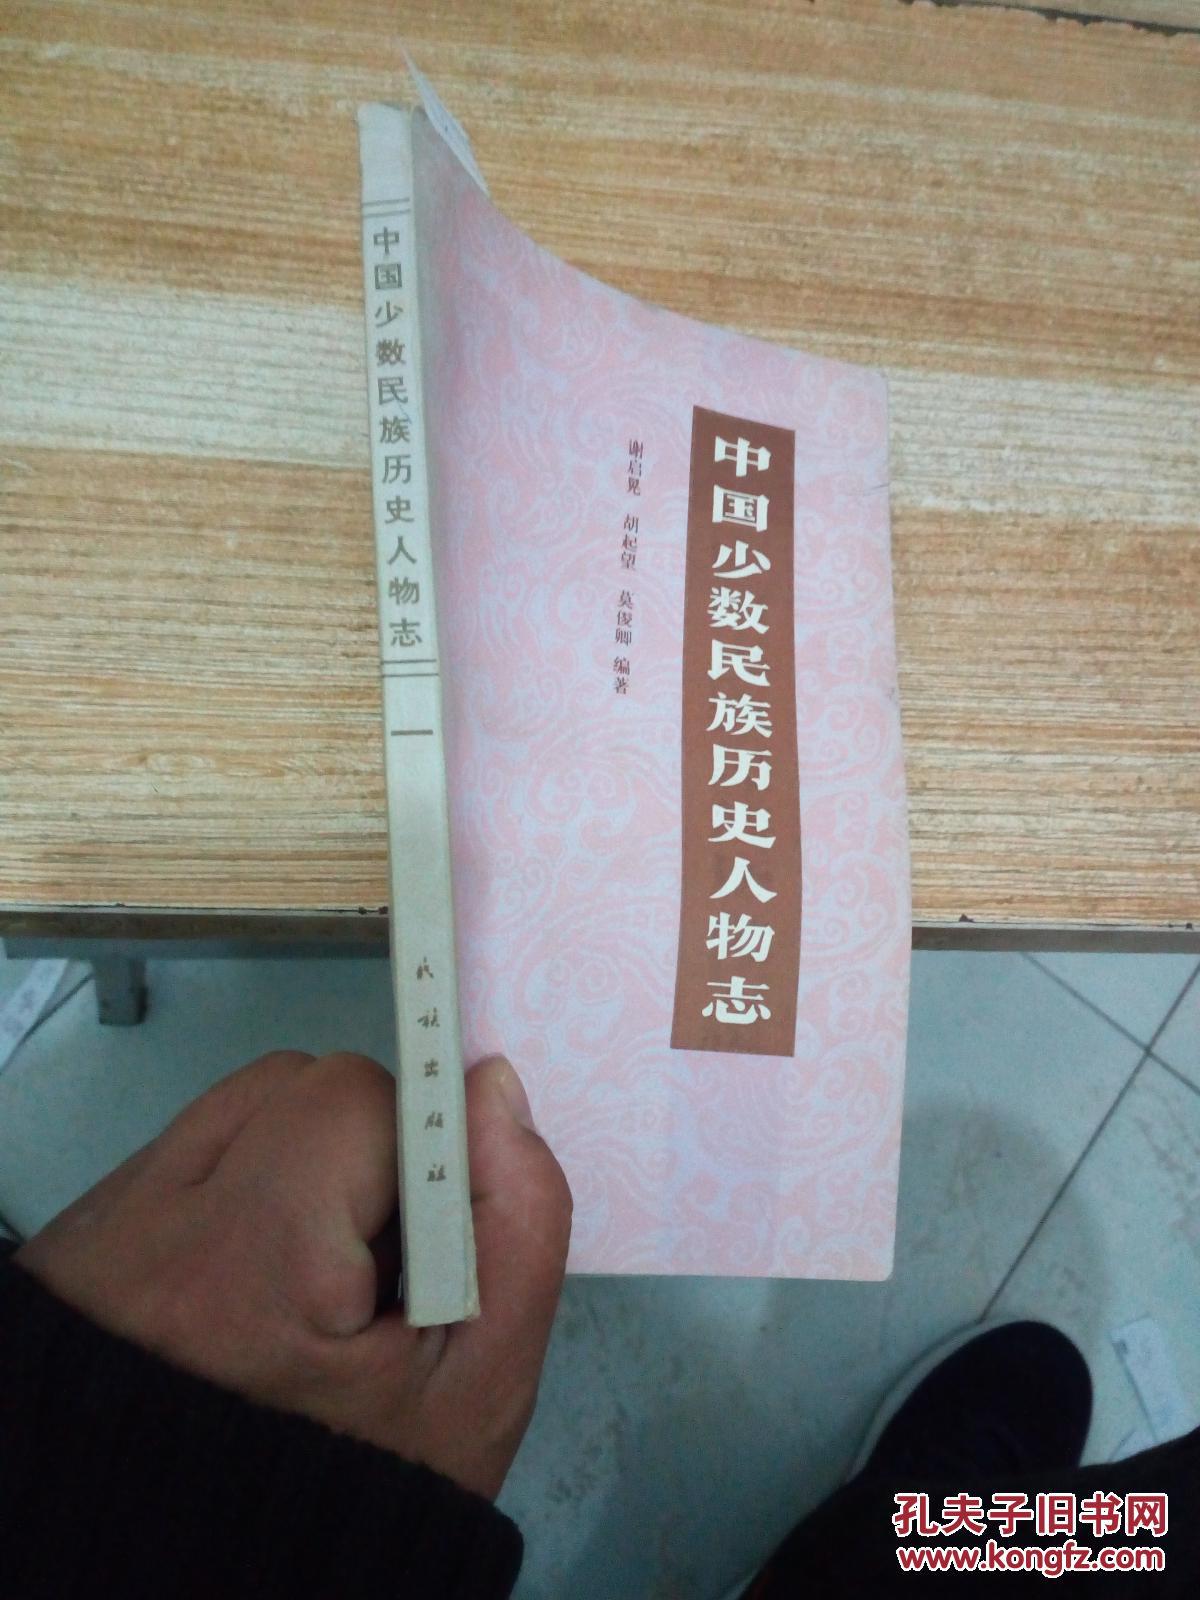 中国少数民族历史人物志
一
民族出版社
中国少数民族历史人物志
谢启晃 胡起望 莫俊卿 编著
孔夫子旧书网
www.kongfz.com